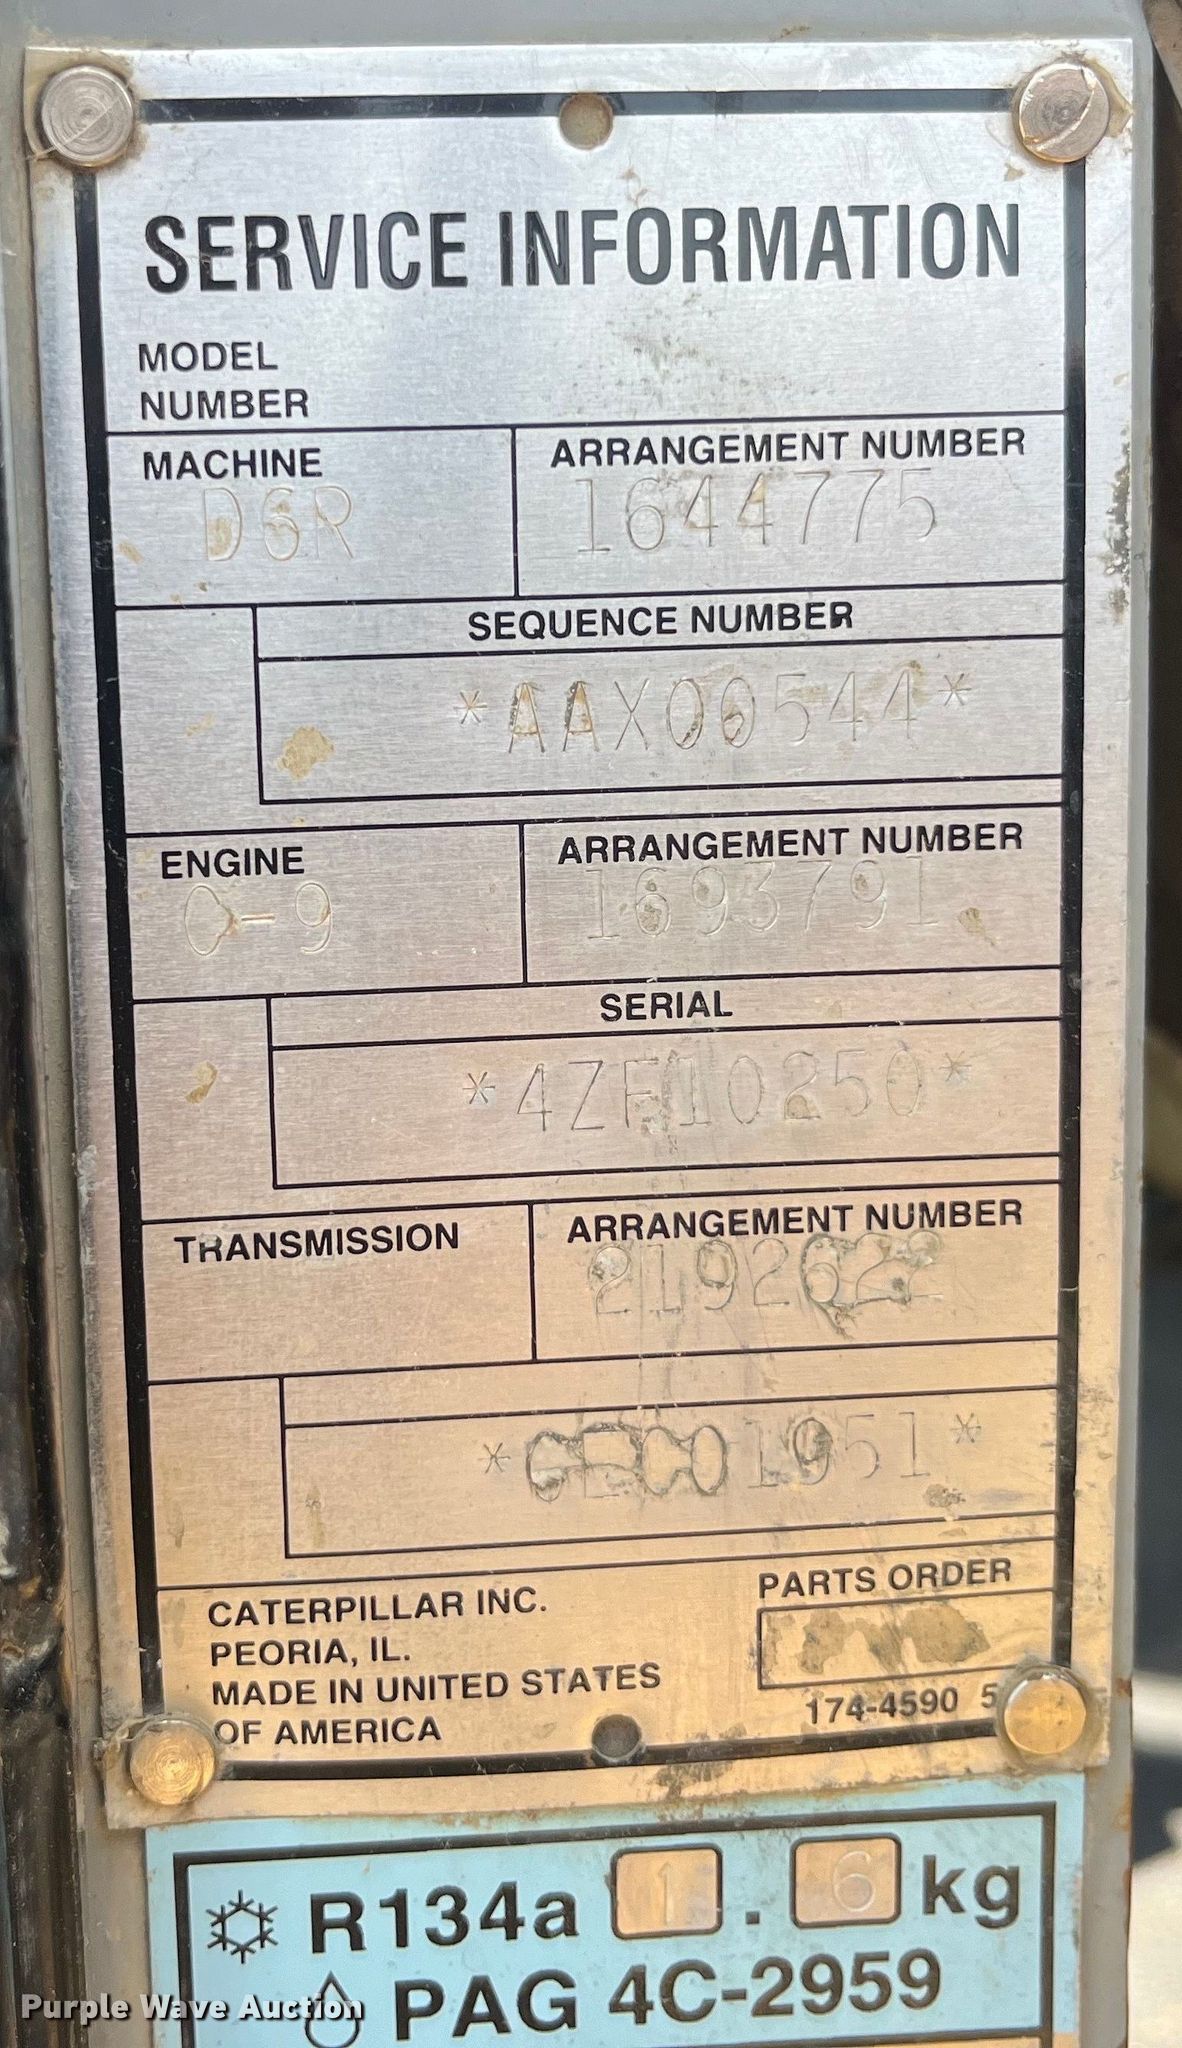 SERVICE INFORMATION
MODEL
NUMBER
MACHINE
ARRANGEMENT NUMBER
D6R
1644775
SEQUENCE NUMBER
*AAX00544*
ENGINE
ARRANGEMENT NUMBER
C-9
1693791
SERIAL
*4ZF10250*
TRANSMISSION
ARRANGEMENT NUMBER
2192622
CATERPILLAR INC.
PEORIA, IL.
MADE IN UNITED STATES
OF AMERICA
PARTS ORDER
174-4590 5
R134a 1.6 kg
PAG 4C-2959
Purple Wave Auction